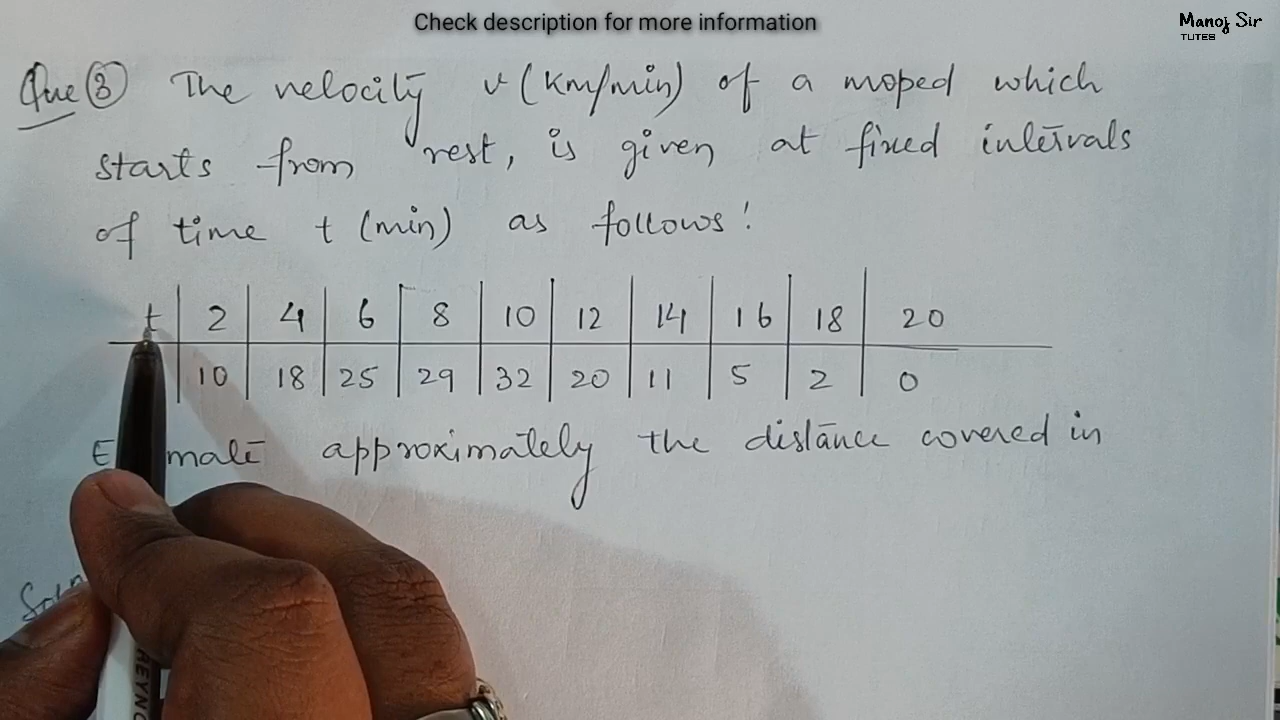 Check description for more information
Manoj Sir
TUTES
Que ③ The velocity v (km/min) of a moped which
starts from rest, is given at fixed intervals
of time t (min) as follows:
t 2 4 6 8 10 12 14 16 18 20
10 18 25 29 32 20 11 5 2 0
approximately the distance covered in